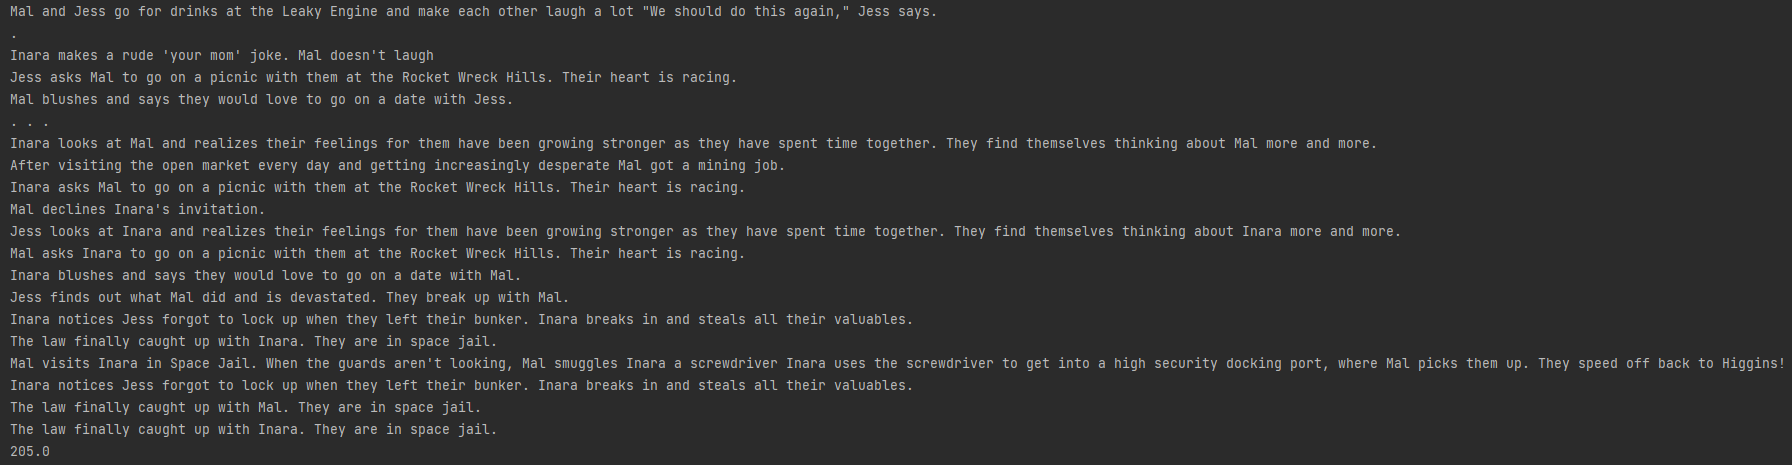 Mal and Jess go for drinks at the Leaky Engine and make each other laugh a lot "We should do this again," Jess says.
.
Inara makes a rude 'your mom' joke. Mal doesn't laugh
Jess asks Mal to go on a picnic with them at the Rocket Wreck Hills. Their heart is racing.
Mal blushes and says they would love to go on a date with Jess.
. . .
Inara looks at Mal and realizes their feelings for them have been growing stronger as they have spent time together. They find themselves thinking about Mal more and more.
After visiting the open market every day and getting increasingly desperate Mal got a mining job.
Inara asks Mal to go on a picnic with them at the Rocket Wreck Hills. Their heart is racing.
Mal declines Inara's invitation.
Jess looks at Inara and realizes their feelings for them have been growing stronger as they have spent time together. They find themselves thinking about Inara more and more.
Mal asks Inara to go on a picnic with them at the Rocket Wreck Hills. Their heart is racing.
Inara blushes and says they would love to go on a date with Mal.
Jess finds out what Mal did and is devastated. They break up with Mal.
Inara notices Jess forgot to lock up when they left their bunker. Inara breaks in and steals all their valuables.
The law finally caught up with Inara. They are in space jail.
Mal visits Inara in Space Jail. When the guards aren't looking, Mal smuggles Inara a screwdriver Inara uses the screwdriver to get into a high security docking port, where Mal picks them up. They speed off back to Higgins!
Inara notices Jess forgot to lock up when they left their bunker. Inara breaks in and steals all their valuables.
The law finally caught up with Mal. They are in space jail.
The law finally caught up with Inara. They are in space jail.
205.0